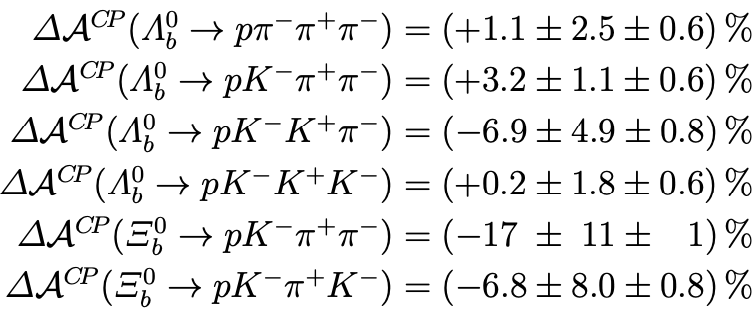 Δ𝒜^CP(Λ_b^0 → pπ⁻π⁺π⁻) = (+1.1 ± 2.5 ± 0.6) %
Δ𝒜^CP(Λ_b^0 → pK⁻π⁺π⁻) = (+3.2 ± 1.1 ± 0.6) %
Δ𝒜^CP(Λ_b^0 → pK⁻K⁺π⁻) = (−6.9 ± 4.9 ± 0.8) %
Δ𝒜^CP(Λ_b^0 → pK⁻K⁺K⁻) = (+0.2 ± 1.8 ± 0.6) %
Δ𝒜^CP(Ξ_b^0 → pK⁻π⁺π⁻) = (−17 ± 11 ± 1) %
Δ𝒜^CP(Ξ_b^0 → pK⁻π⁺K⁻) = (−6.8 ± 8.0 ± 0.8) %